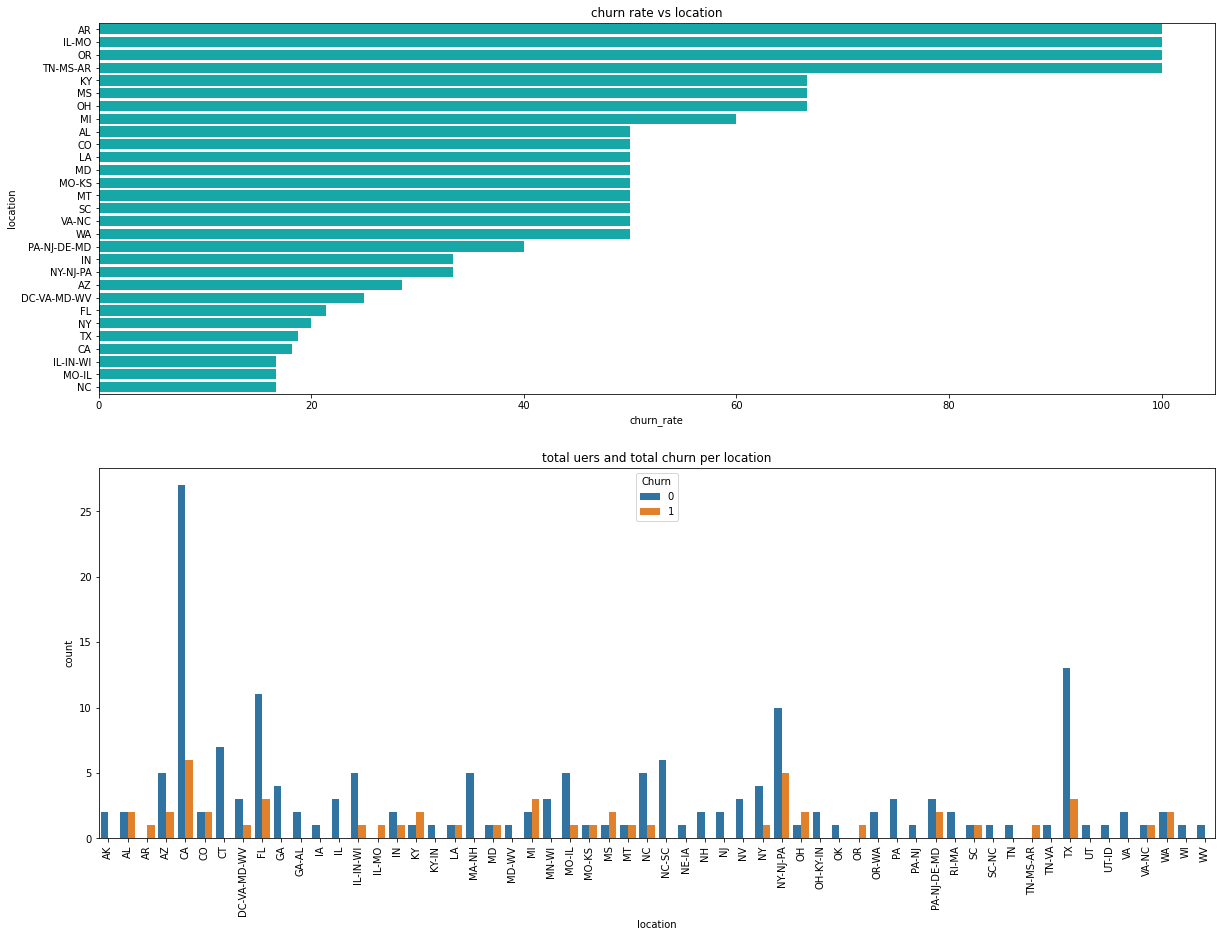 churn rate vs location
AR
IL-MO
OR
TN-MS-AR
KY
MS
OH
MI
AL
CO
LA
MD
MO-KS
MT
SC
VA-NC
WA
PA-NJ-DE-MD
IN
NY-NJ-PA
AZ
DC-VA-MD-WV
FL
NY
TX
CA
IL-IN-WI
MO-IL
NC
location
0 20 40 60 80 100
churn_rate
total uers and total churn per location
Churn
0
1
25
20
15
10
5
0
count
AK AL AR AZ CA CO CT DC-VA-MD-WV FL GA GA-AL IA IL IL-IN-WI IL-MO IN KY KY-IN LA MA-NH MD MD-WV MI MN-WI MO-IL MO-KS MS MT NC NC-SC NE-IA NH NJ NV NY NY-NJ-PA OH OH-KY-IN OK OR OR-WA PA PA-NJ PA-NJ-DE-MD RI-MA SC SC-NC TN TN-MS-AR TN-VA TX UT UT-ID VA VA-NC WA WI WV
location